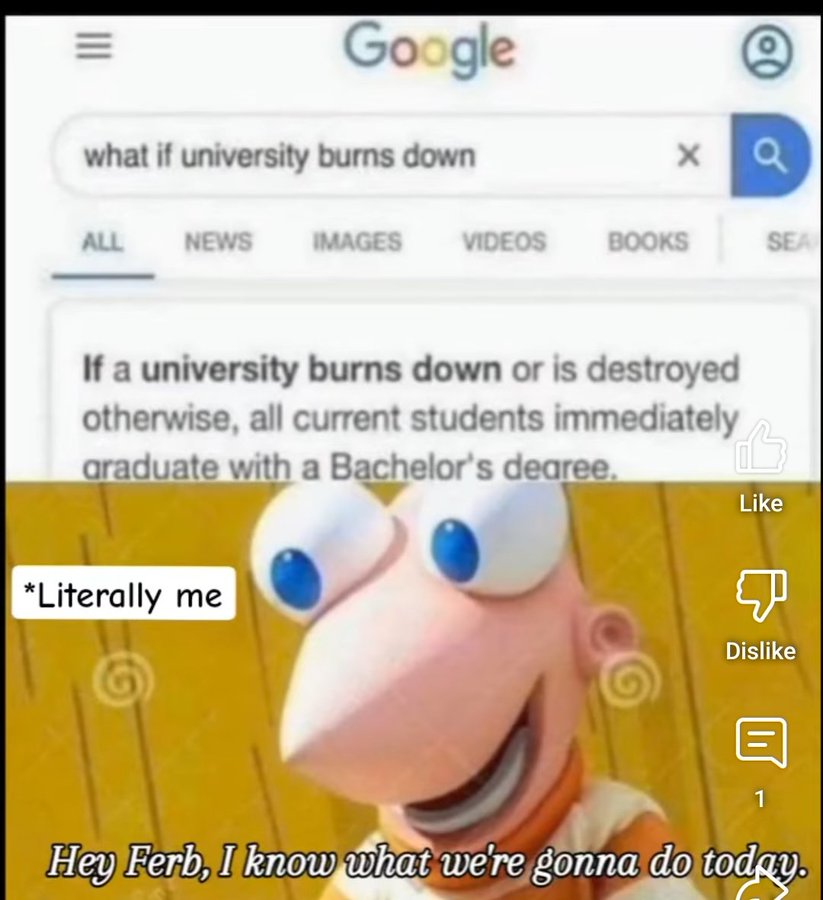 Google
what if university burns down
ALL NEWS IMAGES VIDEOS BOOKS SEA
If a university burns down or is destroyed
otherwise, all current students immediately
graduate with a Bachelor's degree.
Like
*Literally me
Dislike
1
Hey Ferb, I know what we're gonna do today.